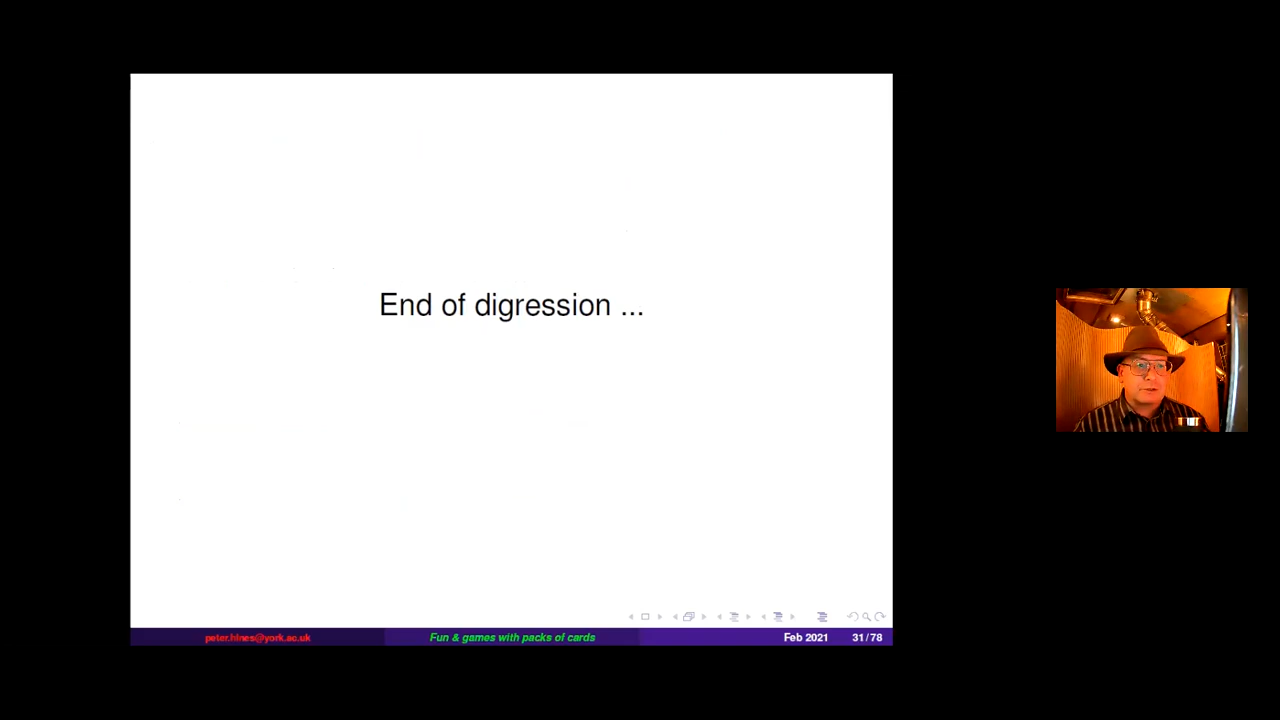 End of digression ...
peter.hines@york.ac.uk
Fun & games with packs of cards
Feb 2021
31/78